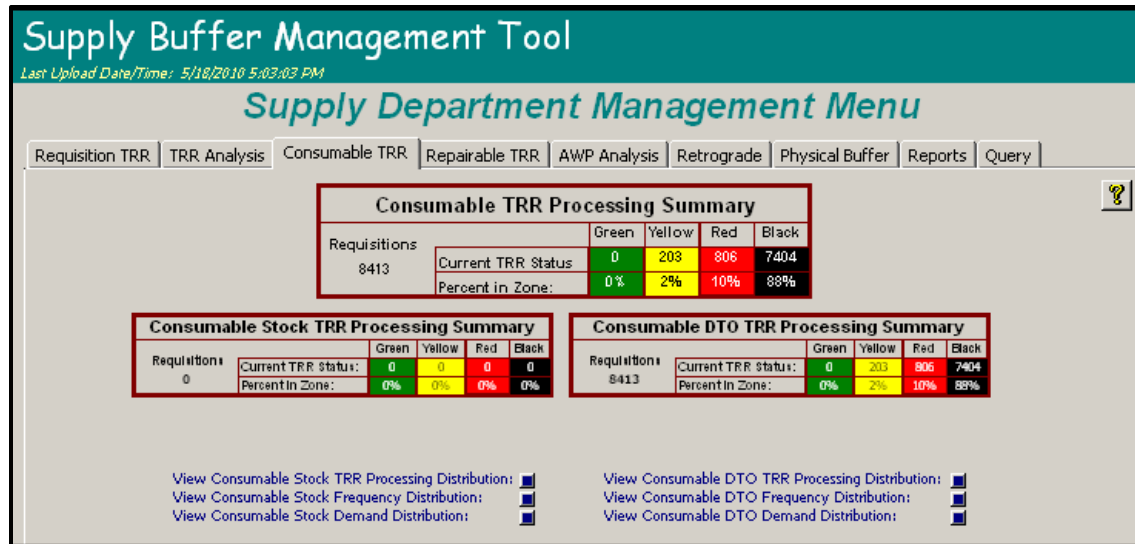 Supply Buffer Management Tool
Last Upload Date/Time: 5/18/2010 5:03:03 PM
Supply Department Management Menu
Requisition TRR TRR Analysis Consumable TRR Repairable TRR AWP Analysis Retrograde Physical Buffer Reports Query
?
Consumable TRR Processing Summary
Green Yellow Red Black
Requisitions
8413
Current TRR Status 0 203 806 7404
Percent in Zone: 0% 2% 10% 88%
Consumable Stock TRR Processing Summary
Green Yellow Red Black
Requisitions
0
Current TRR Status: 0 0 0 0
Percent In Zone: 0% 0% 0% 0%
Consumable DTO TRR Processing Summary
Green Yellow Red Black
Requisitions
8413
Current TRR Status: 0 203 806 7404
Percent In Zone: 0% 2% 10% 88%
View Consumable Stock TRR Processing Distribution:
View Consumable Stock Frequency Distribution:
View Consumable Stock Demand Distribution:
View Consumable DTO TRR Processing Distribution:
View Consumable DTO Frequency Distribution:
View Consumable DTO Demand Distribution: